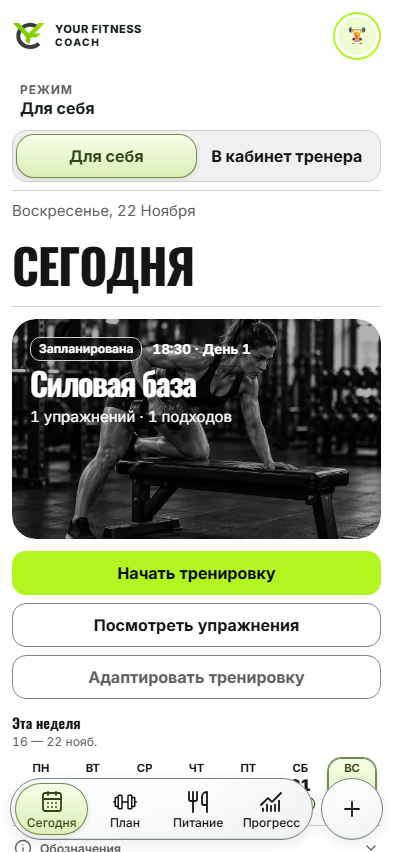 YOUR FITNESS
COACH
РЕЖИМ
Для себя
Для себя
В кабинет тренера
Воскресенье, 22 Ноября
СЕГОДНЯ
Запланирована 18:30 · День 1
Силовая база
1 упражнений · 1 подходов
Начать тренировку
Посмотреть упражнения
Адаптировать тренировку
Эта неделя
16 — 22 нояб.
ПН ВТ СР ЧТ ПТ СБ ВС
Сегодня План Питание Прогресс
Обозначения